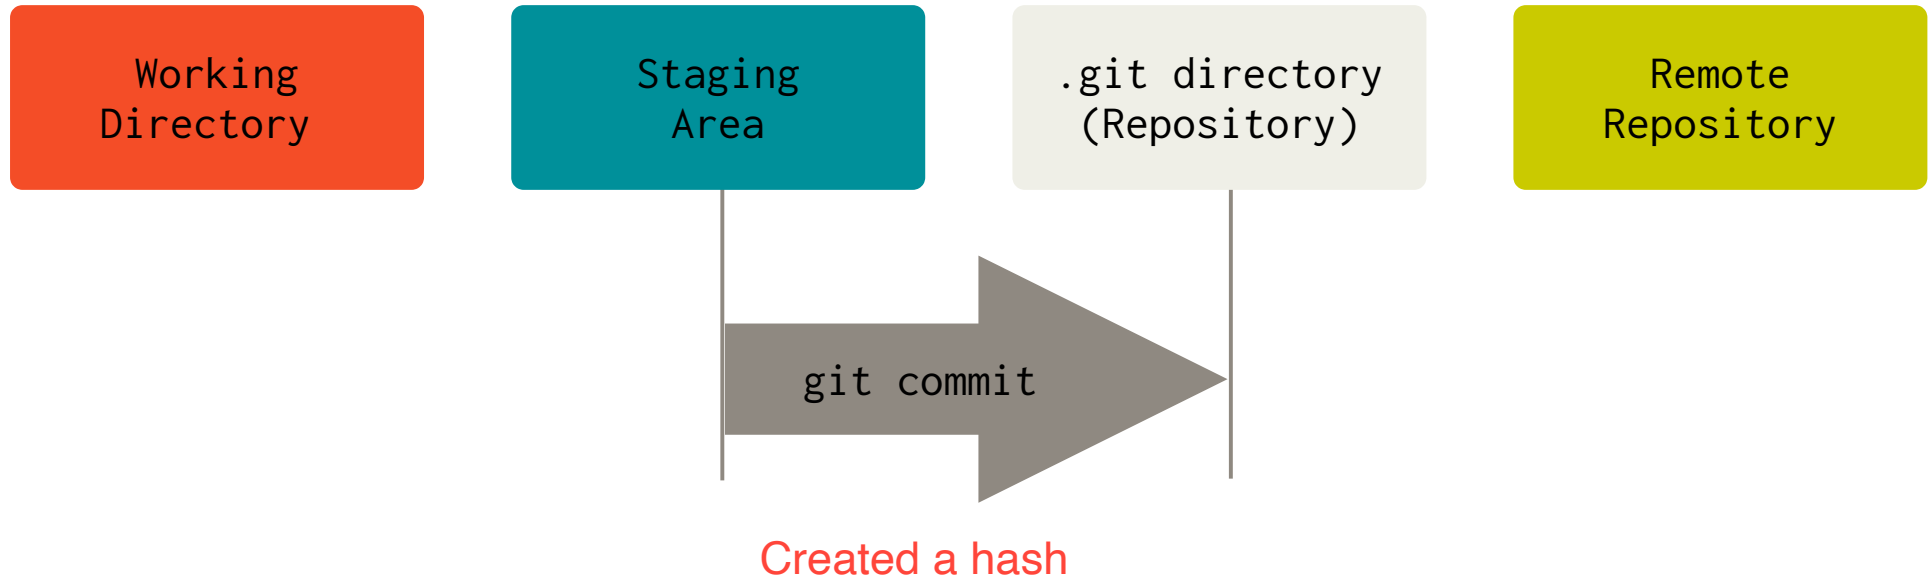 Working
Directory
Staging
Area
.git directory
(Repository)
Remote
Repository
git commit
Created a hash